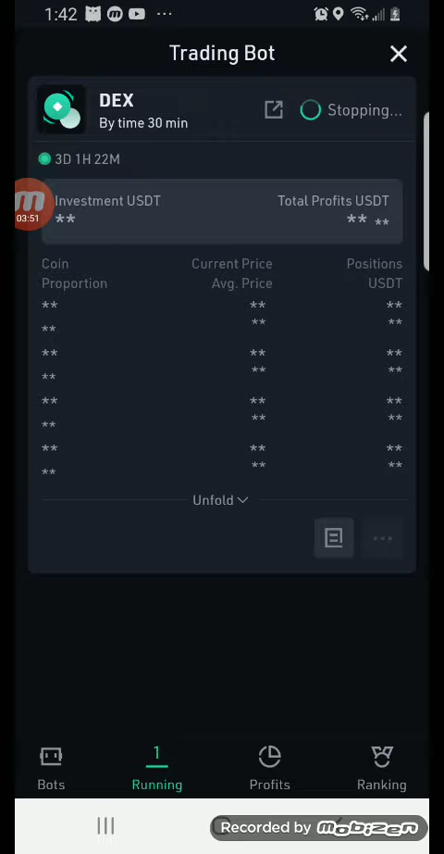 1:42
Trading Bot
DEX
By time 30 min
Stopping...
3D 1H 22M
Investment USDT
Total Profits USDT
**
** **
03:51
Coin
Proportion
Current Price
Avg. Price
Positions
USDT
** ** **
** ** **
** ** **
** ** **
** ** **
** ** **
** ** **
** ** **
Unfold
1
Bots
Running
Profits
Ranking
Recorded by mobizen